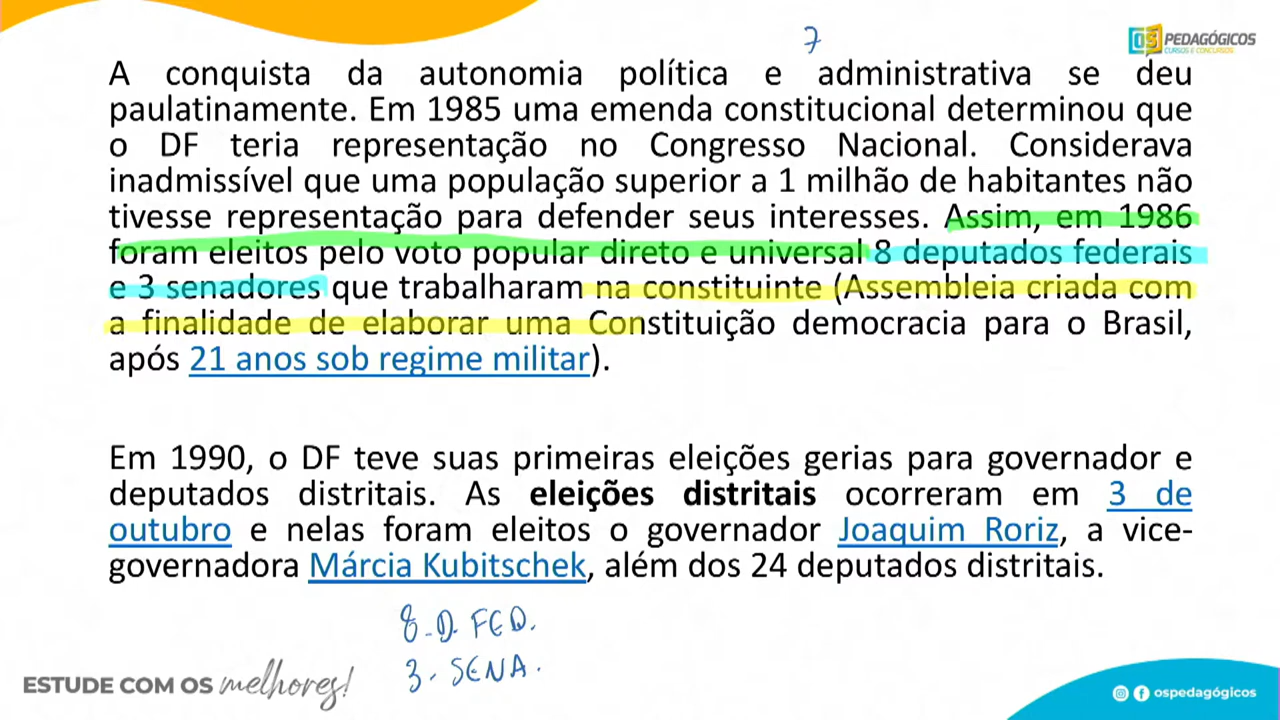 7
OS PEDAGÓGICOS
CURSOS E CONCURSOS
A conquista da autonomia política e administrativa se deu
paulatinamente. Em 1985 uma emenda constitucional determinou que
o DF teria representação no Congresso Nacional. Considerava
inadmissível que uma população superior a 1 milhão de habitantes não
tivesse representação para defender seus interesses. Assim, em 1986
foram eleitos pelo voto popular direto e universal 8 deputados federais
e 3 senadores que trabalharam na constituinte (Assembleia criada com
a finalidade de elaborar uma Constituição democracia para o Brasil,
após 21 anos sob regime militar).
Em 1990, o DF teve suas primeiras eleições gerias para governador e
deputados distritais. As eleições distritais ocorreram em 3 de
outubro e nelas foram eleitos o governador Joaquim Roriz, a vice-
governadora Márcia Kubitschek, além dos 24 deputados distritais.
8.D. FED.
3. SENA.
ESTUDE COM OS melhores!
ospedagógicos